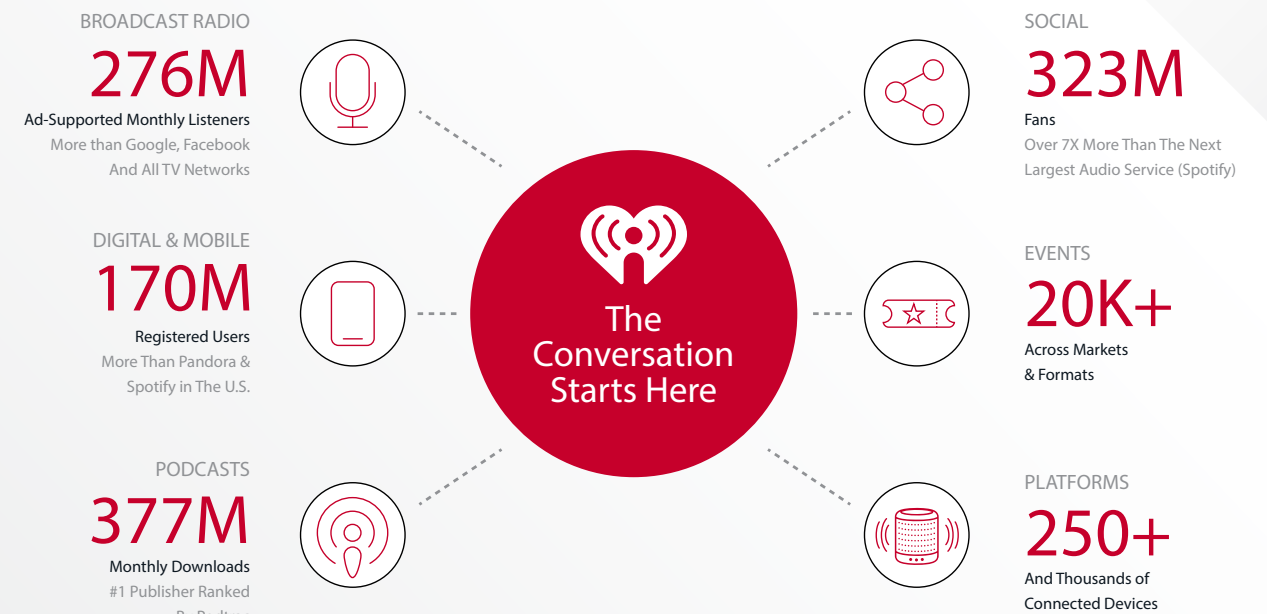 BROADCAST RADIO
276M
Ad-Supported Monthly Listeners
More than Google, Facebook
And All TV Networks
DIGITAL & MOBILE
170M
Registered Users
More Than Pandora &
Spotify in The U.S.
PODCASTS
377M
Monthly Downloads
#1 Publisher Ranked
The
Conversation
Starts Here
SOCIAL
323M
Fans
Over 7X More Than The Next
Largest Audio Service (Spotify)
EVENTS
20K+
Across Markets
& Formats
PLATFORMS
250+
And Thousands of
Connected Devices